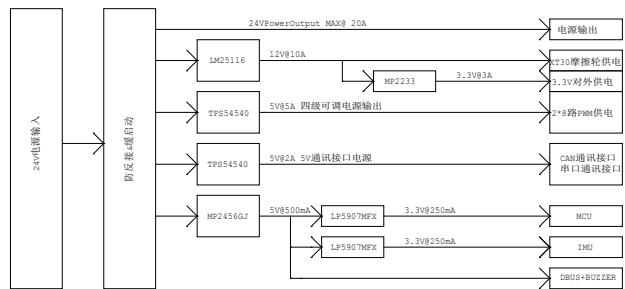 24V电源输入
防反接&缓启动
24VPowerOutput MAX@ 20A
电源输出
LM25116
12V@10A
XT30摩擦轮供电
MP2233
3.3V@3A
3.3V对外供电
TPS54540
5V@5A 四级可调电源输出
2*8路PWM供电
TPS54540
5V@2A 5V通讯接口电源
CAN通讯接口
串口通讯接口
MP2456GJ
5V@500mA
LP5907MFX
3.3V@250mA
MCU
LP5907MFX
3.3V@250mA
IMU
DBUS+BUZZER